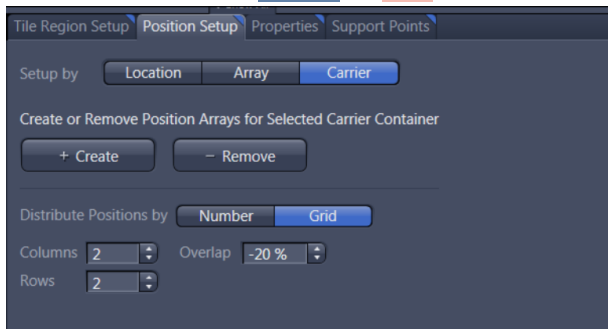 Tile Region Setup Position Setup Properties Support Points
Setup by Location Array Carrier
Create or Remove Position Arrays for Selected Carrier Container
+ Create − Remove
Distribute Positions by Number Grid
Columns 2 Overlap -20 %
Rows 2